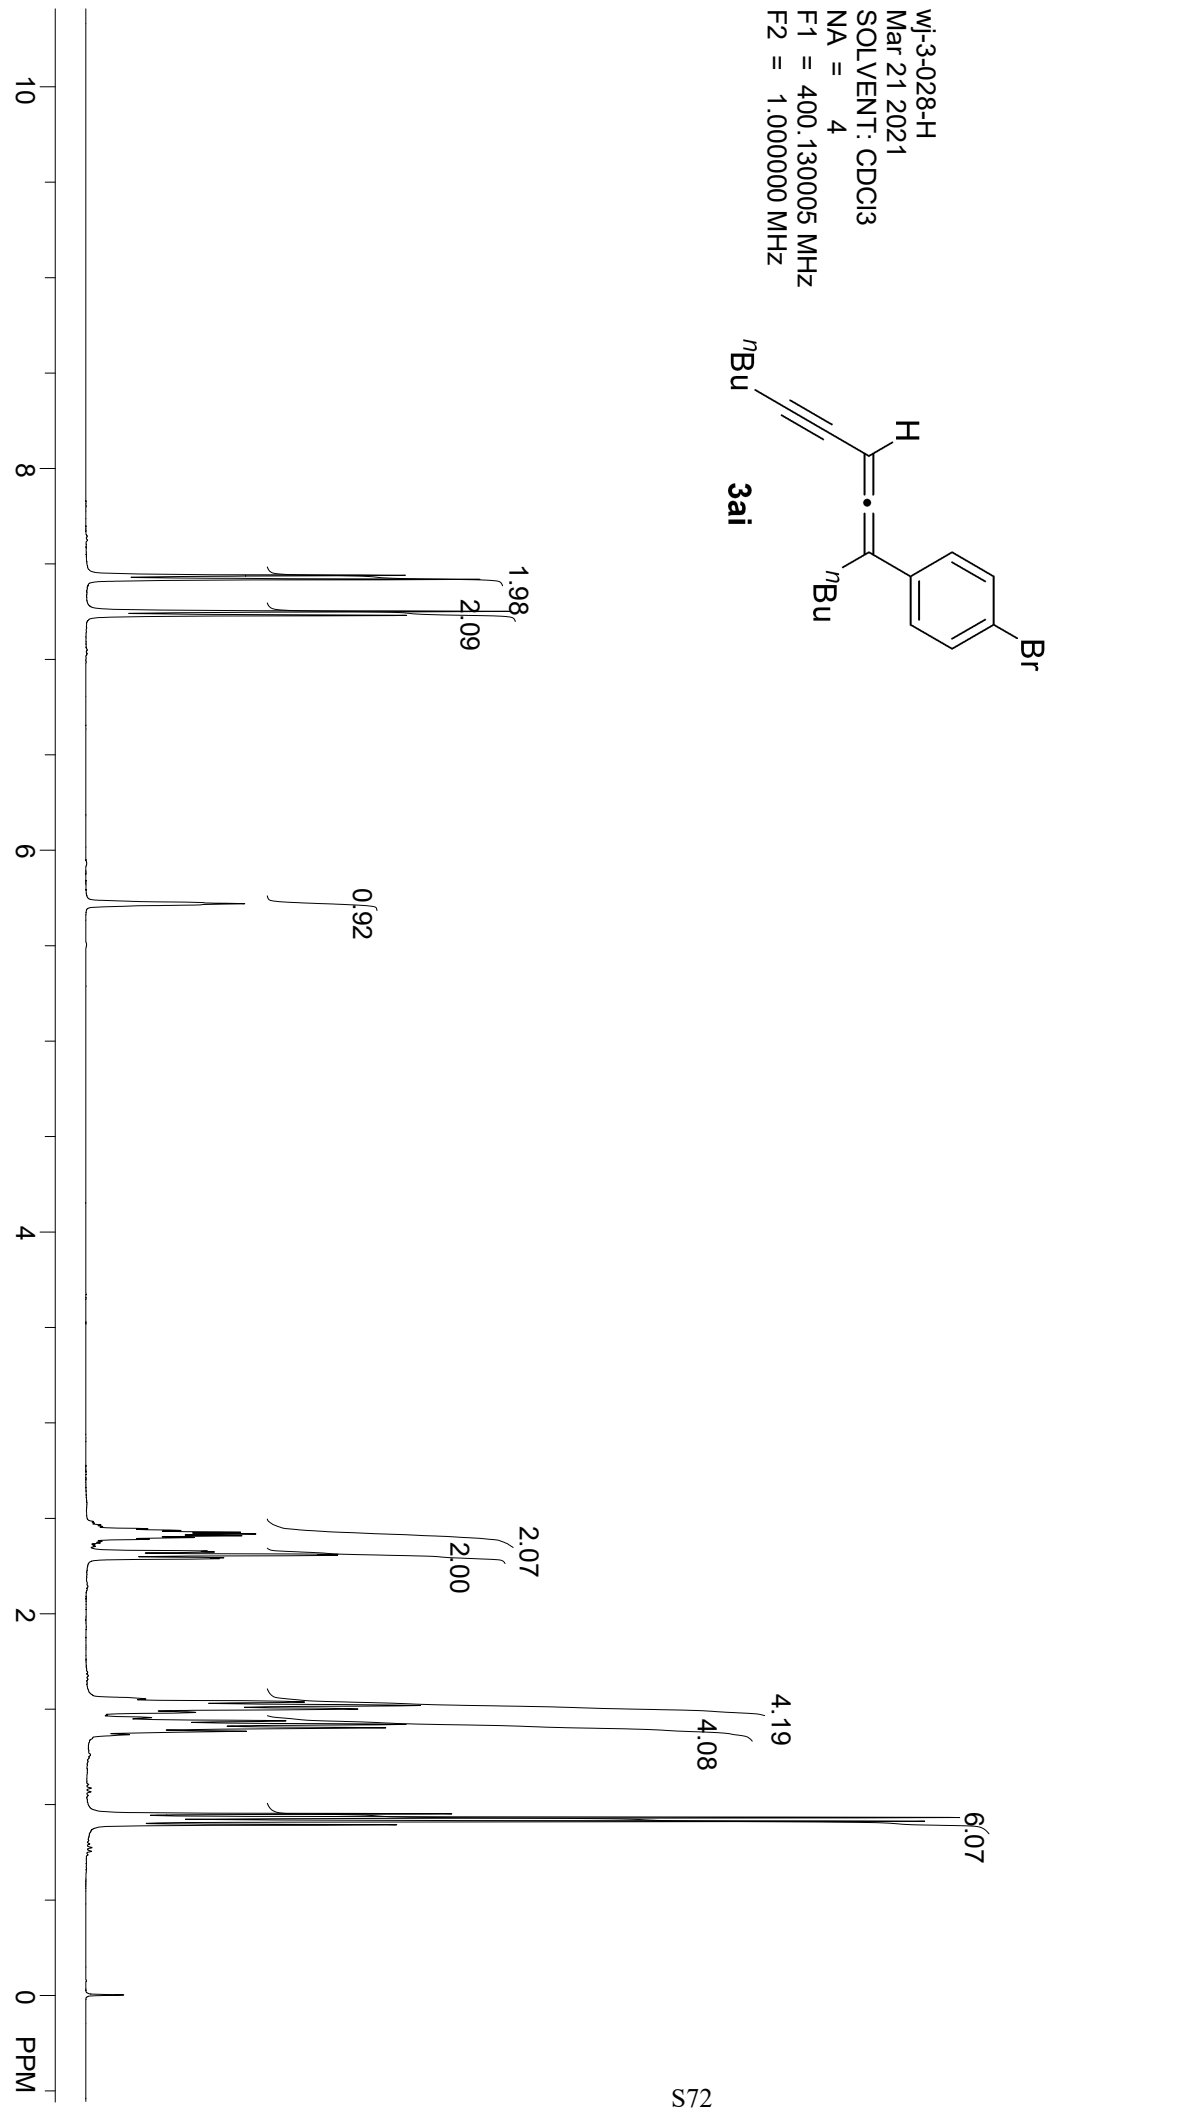 wj-3-028-H
Mar 21 2021
SOLVENT: CDCl3
NA = 4
F1 = 400.130005 MHz
F2 = 1.000000 MHz
Br
H
nBu
nBu
3ai
1.98
2.09
0.92
2.07
2.00
4.19
4.08
6.07
10 8 6 4 2 0 PPM
S72